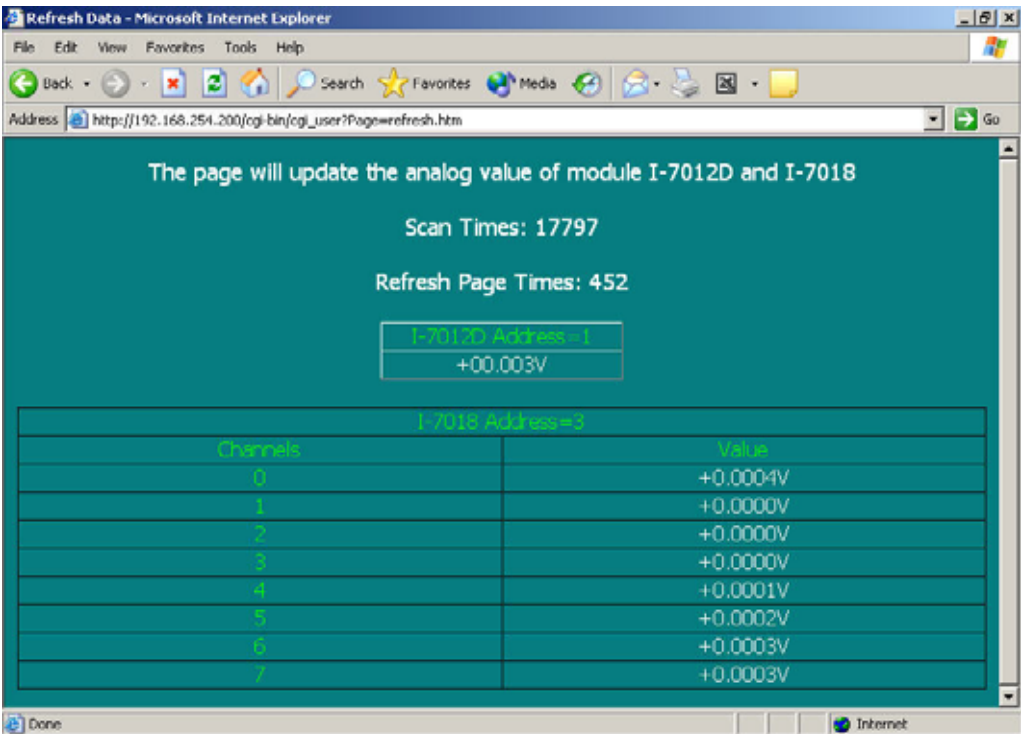 Refresh Data - Microsoft Internet Explorer
File Edit View Favorites Tools Help
Back Search Favorites Media
Address http://192.168.254.200/cgi-bin/cgi_user?Page=refresh.htm Go
The page will update the analog value of module I-7012D and I-7018
Scan Times: 17797
Refresh Page Times: 452
I-7012D Address=1
+00.003V
I-7018 Address=3
Channels Value
0 +0.0004V
1 +0.0000V
2 +0.0000V
3 +0.0000V
4 +0.0001V
5 +0.0002V
6 +0.0003V
7 +0.0003V
Done Internet